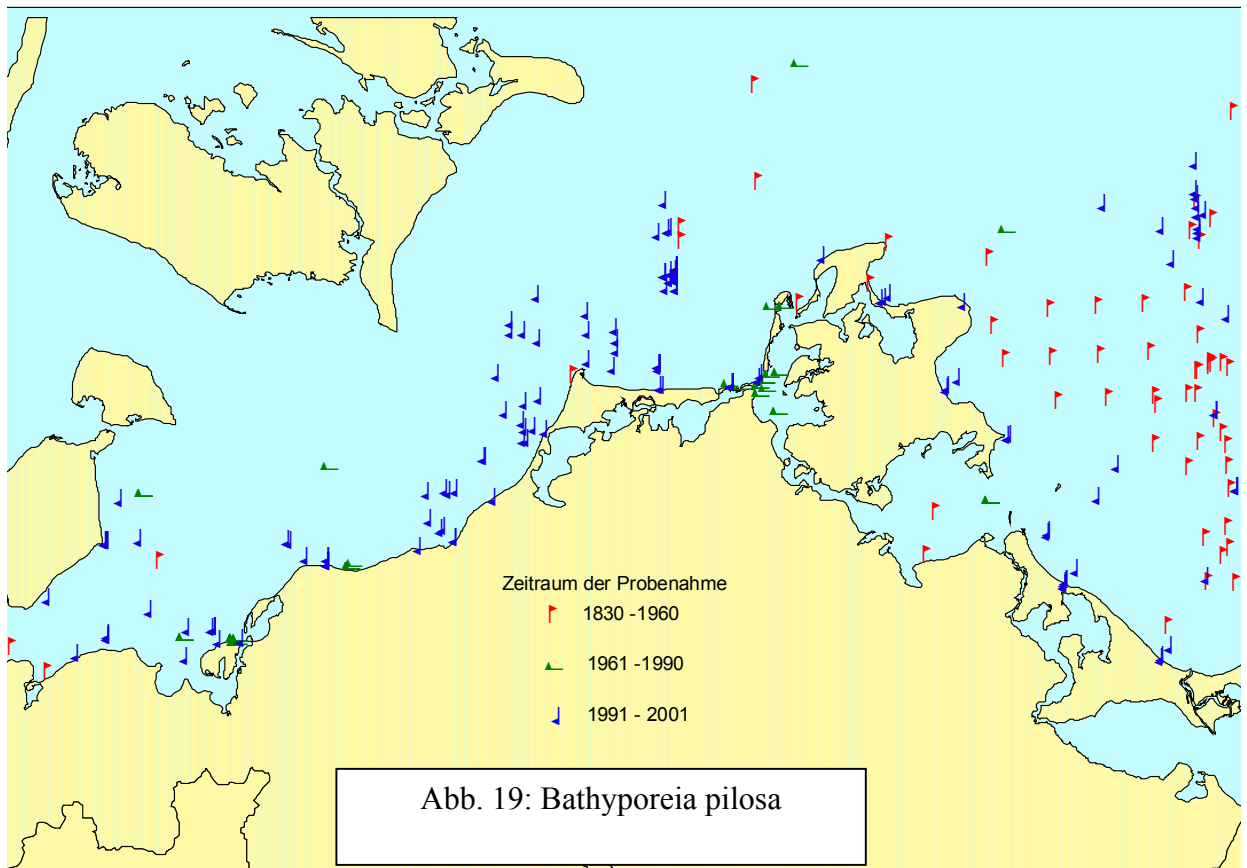 Zeitraum der Probenahme
1830 -1960
1961 -1990
1991 - 2001
Abb. 19: Bathyporeia pilosa